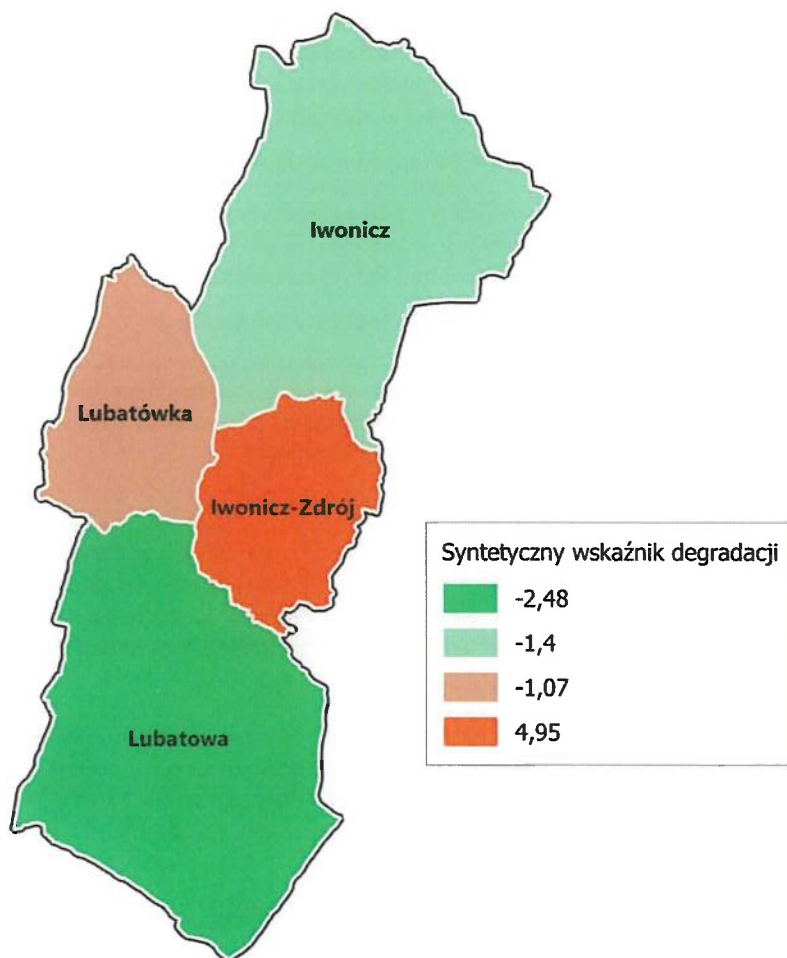 Iwonicz
Lubatówka
Iwonicz-Zdrój
Lubatowa
Syntetyczny wskaźnik degradacji
-2,48
-1,4
-1,07
4,95